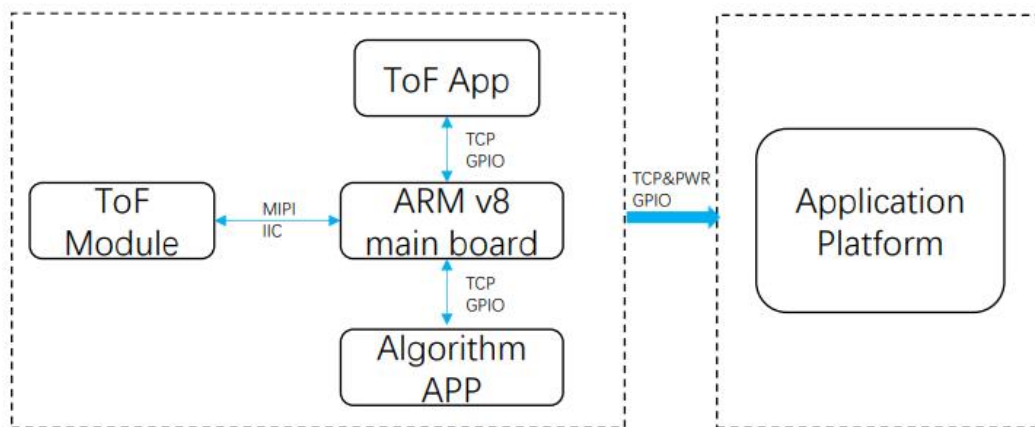 ToF App
TCP
GPIO
ToF
Module
MIPI
IIC
ARM v8
main board
TCP&PWR
GPIO
Application
Platform
TCP
GPIO
Algorithm
APP